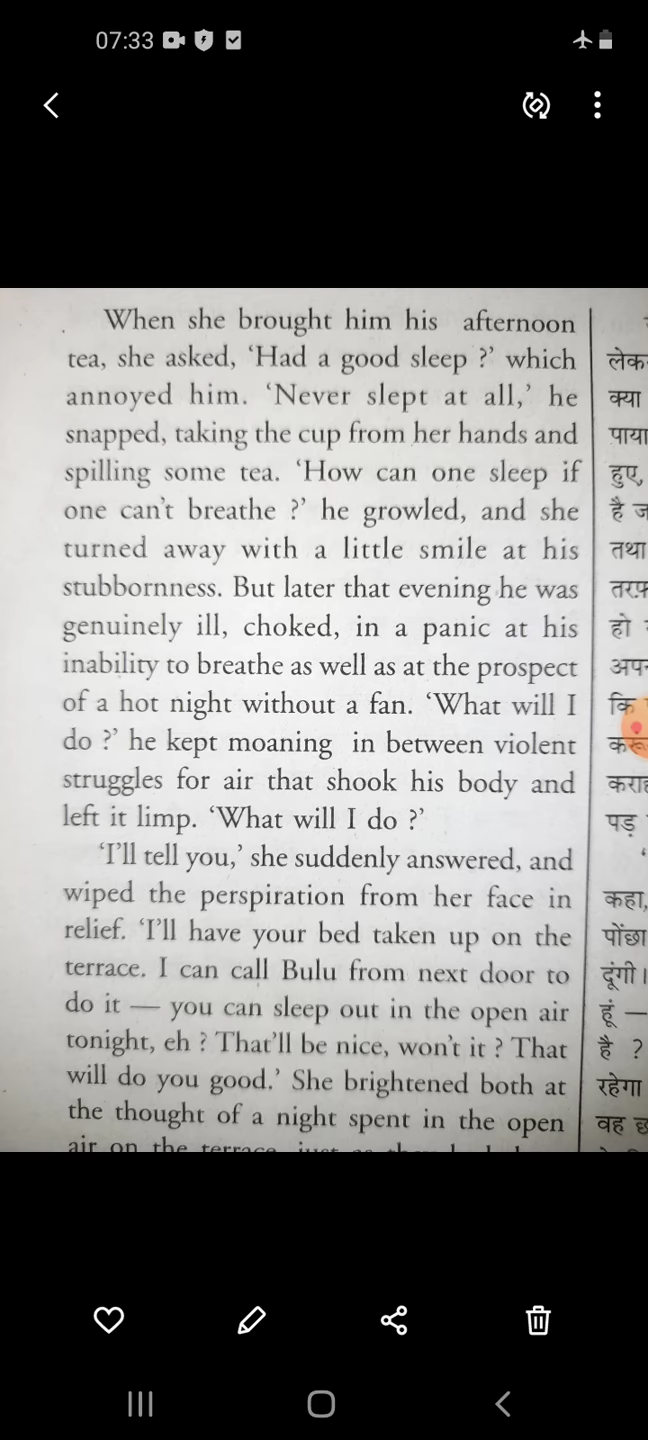 07:33
When she brought him his afternoon
tea, she asked, ‘Had a good sleep ?’ which
annoyed him. ‘Never slept at all,’ he
snapped, taking the cup from her hands and
spilling some tea. ‘How can one sleep if
one can’t breathe ?’ he growled, and she
turned away with a little smile at his
stubbornness. But later that evening he was
genuinely ill, choked, in a panic at his
inability to breathe as well as at the prospect
of a hot night without a fan. ‘What will I
do ?’ he kept moaning in between violent
struggles for air that shook his body and
left it limp. ‘What will I do ?’
‘I’ll tell you,’ she suddenly answered, and
wiped the perspiration from her face in
relief. ‘I’ll have your bed taken up on the
terrace. I can call Bulu from next door to
do it — you can sleep out in the open air
tonight, eh ? That’ll be nice, won’t it ? That
will do you good.’ She brightened both at
the thought of a night spent in the open
air on the terrace, just as they
क्या
पाया
हुए,
है
तथा
हो
कि
पड़
कहा,
पोंछा
दूंगी।
हूं —
है ?
रहेगा
वह